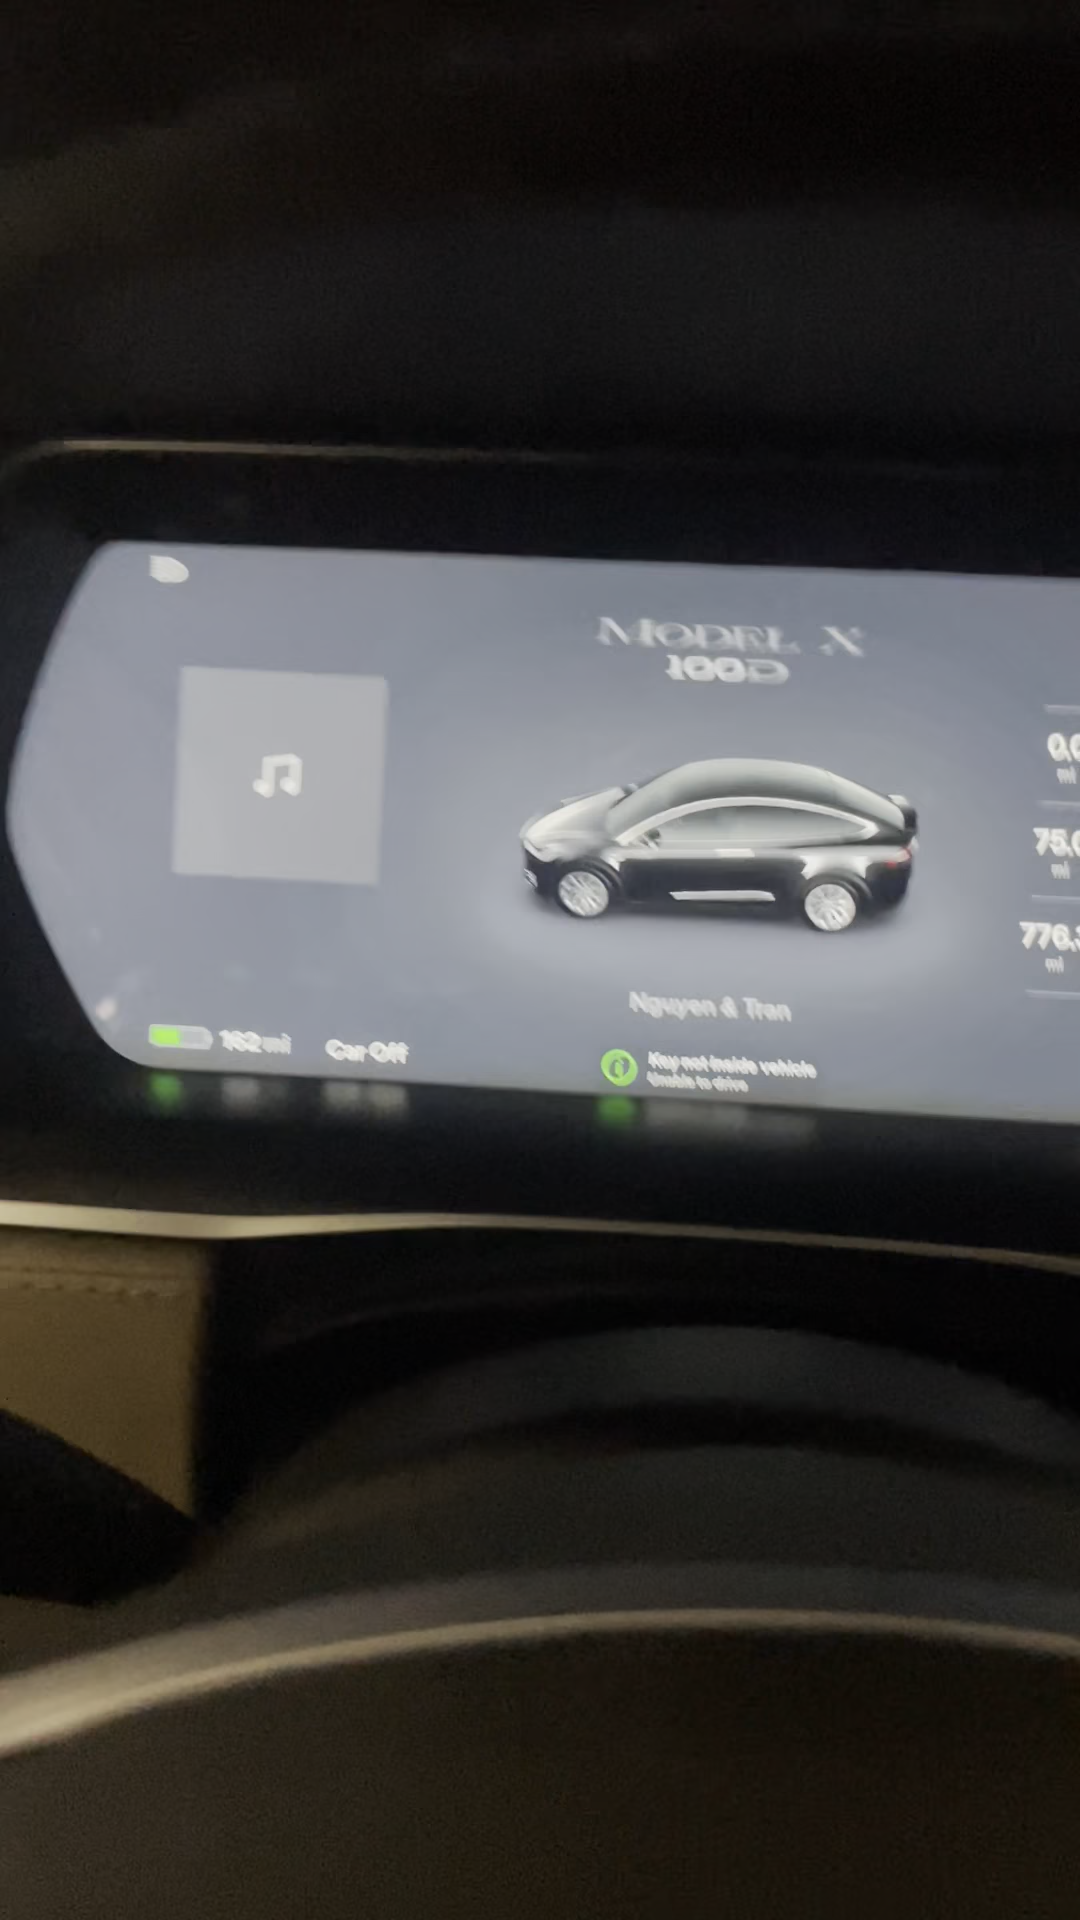 MODEL X
100D
mi
mi
mi
Nguyen & Tran
162 mi
Car Off
Key not inside vehicle
Unable to drive